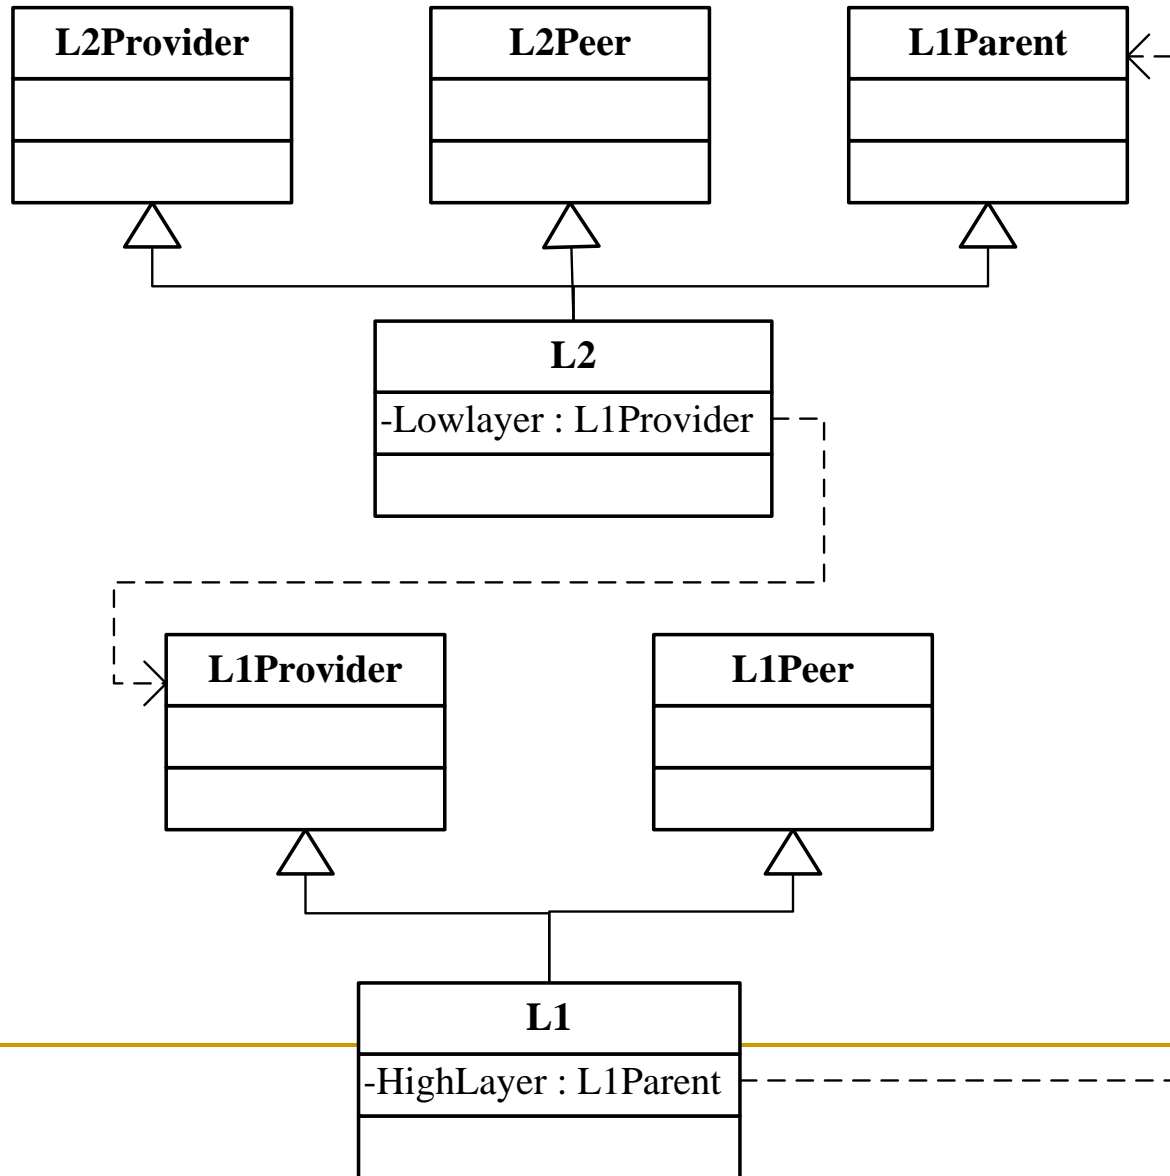 L2Provider
L2Peer
L1Parent
L2
-Lowlayer : L1Provider
L1Provider
L1Peer
L1
-HighLayer : L1Parent